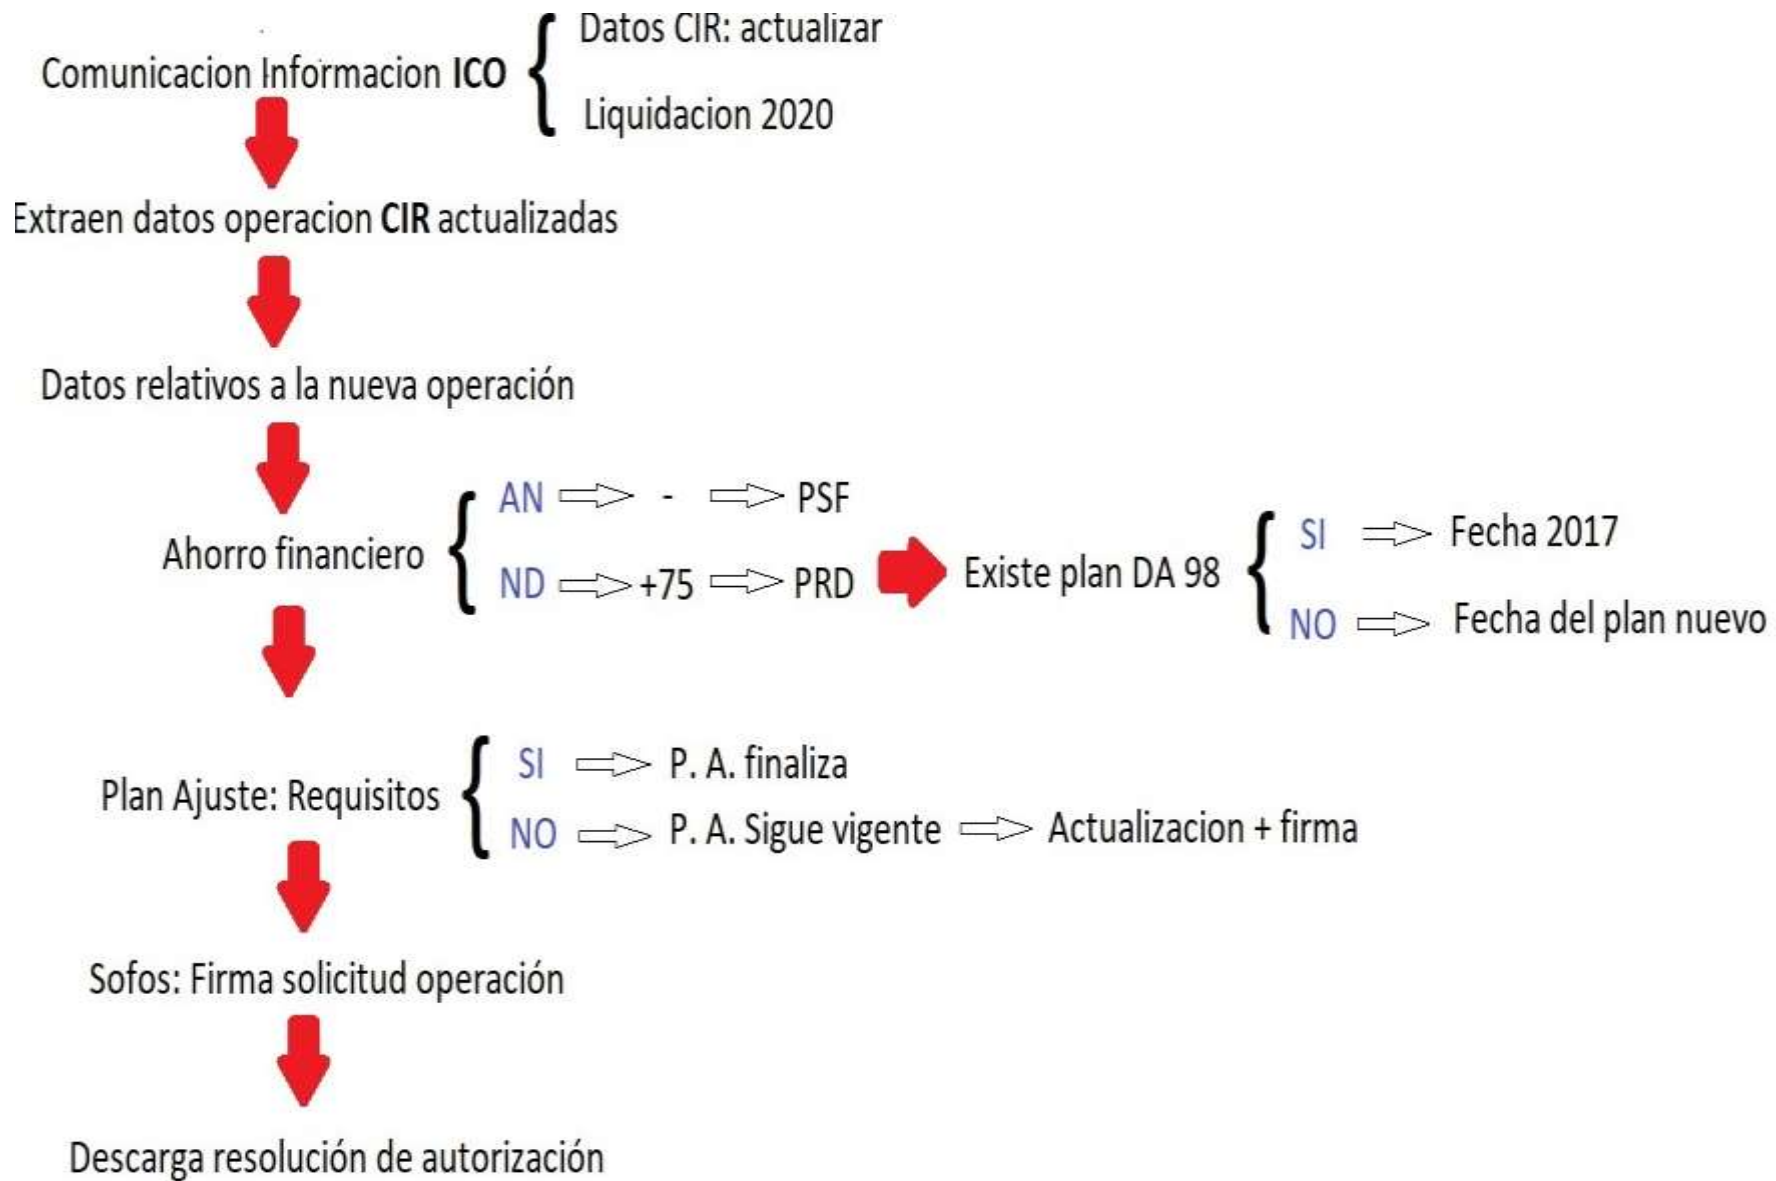 Comunicacion Informacion ICO
Datos CIR: actualizar
Liquidacion 2020
Extraen datos operacion CIR actualizadas
Datos relativos a la nueva operación
Ahorro financiero
AN - PSF
ND +75 PRD
Existe plan DA 98
SI Fecha 2017
NO Fecha del plan nuevo
Plan Ajuste: Requisitos
SI P. A. finaliza
NO P. A. Sigue vigente Actualizacion + firma
Sofos: Firma solicitud operación
Descarga resolución de autorización